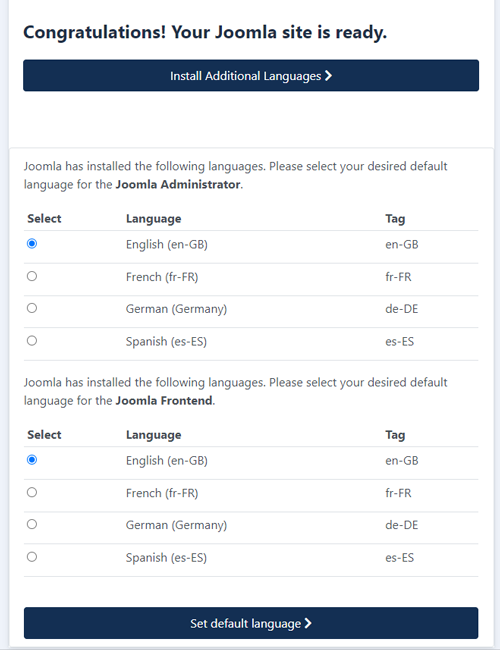 Congratulations! Your Joomla site is ready.
Install Additional Languages
Joomla has installed the following languages. Please select your desired default
language for the Joomla Administrator.
Select Language Tag
English (en-GB) en-GB
French (fr-FR) fr-FR
German (Germany) de-DE
Spanish (es-ES) es-ES
Joomla has installed the following languages. Please select your desired default
language for the Joomla Frontend.
Select Language Tag
English (en-GB) en-GB
French (fr-FR) fr-FR
German (Germany) de-DE
Spanish (es-ES) es-ES
Set default language